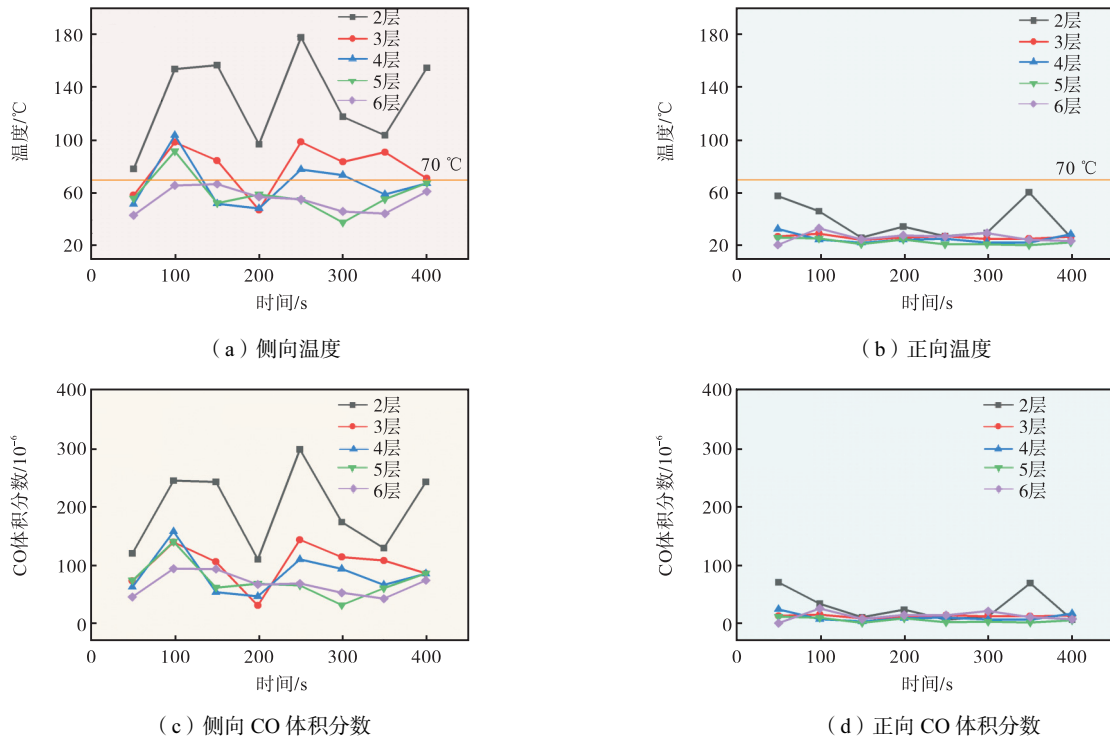 180
140
100
60
20
温度/℃
2层
3层
4层
5层
6层
70 ℃
0
100
200
300
400
时间/s
（a）侧向温度
180
140
100
60
20
温度/℃
2层
3层
4层
5层
6层
70 ℃
0
100
200
300
400
时间/s
（b）正向温度
400
300
200
100
0
CO体积分数/10⁻⁶
2层
3层
4层
5层
6层
0
100
200
300
400
时间/s
（c）侧向 CO 体积分数
400
300
200
100
0
CO体积分数/10⁻⁶
2层
3层
4层
5层
6层
0
100
200
300
400
时间/s
（d）正向 CO 体积分数